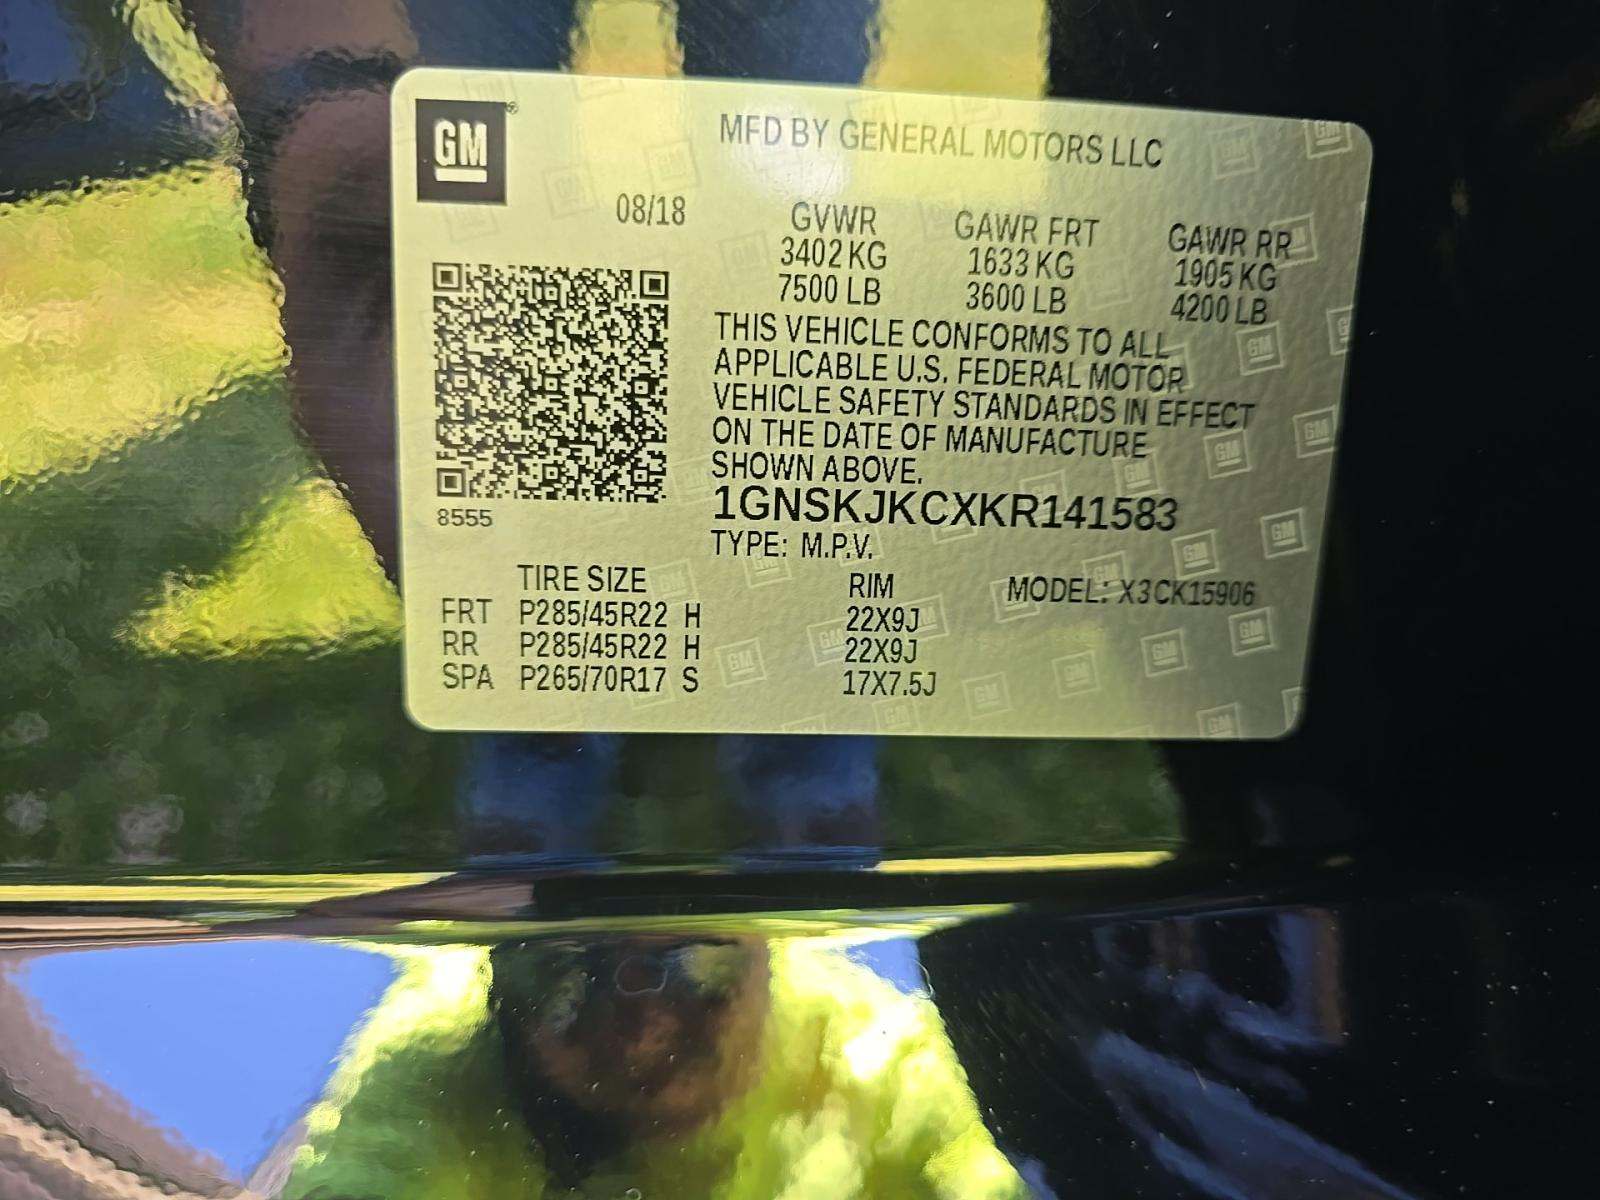 GM
MFD BY GENERAL MOTORS LLC
08/18
GVWR GAWR FRT GAWR RR
3402 KG 1633 KG 1905 KG
7500 LB 3600 LB 4200 LB
THIS VEHICLE CONFORMS TO ALL
APPLICABLE U.S. FEDERAL MOTOR
VEHICLE SAFETY STANDARDS IN EFFECT
ON THE DATE OF MANUFACTURE
SHOWN ABOVE.
1GNSKJKCXKR141583
8555
TYPE: M.P.V.
TIRE SIZE RIM MODEL: X3CK15906
FRT P285/45R22 H 22X9J
RR P285/45R22 H 22X9J
SPA P265/70R17 S 17X7.5J